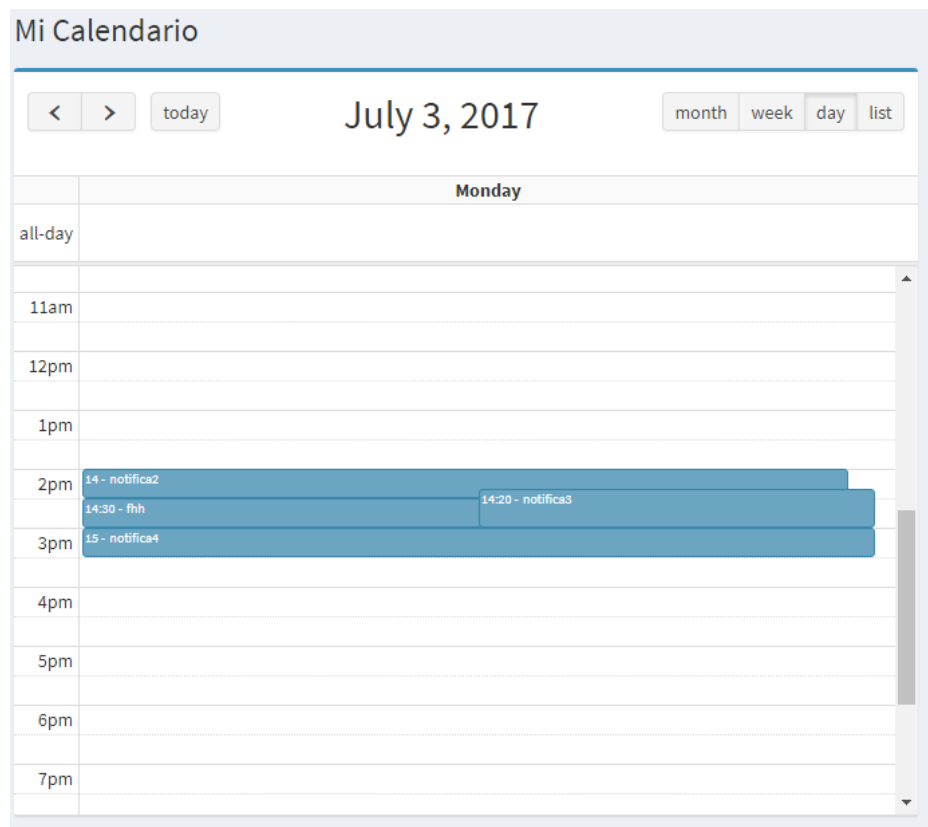 Mi Calendario
today
July 3, 2017
month week day list
Monday
all-day
11am
12pm
1pm
2pm
14 - notifica2
14:20 - notifica3
14:30 - fhh
3pm
15 - notifica4
4pm
5pm
6pm
7pm